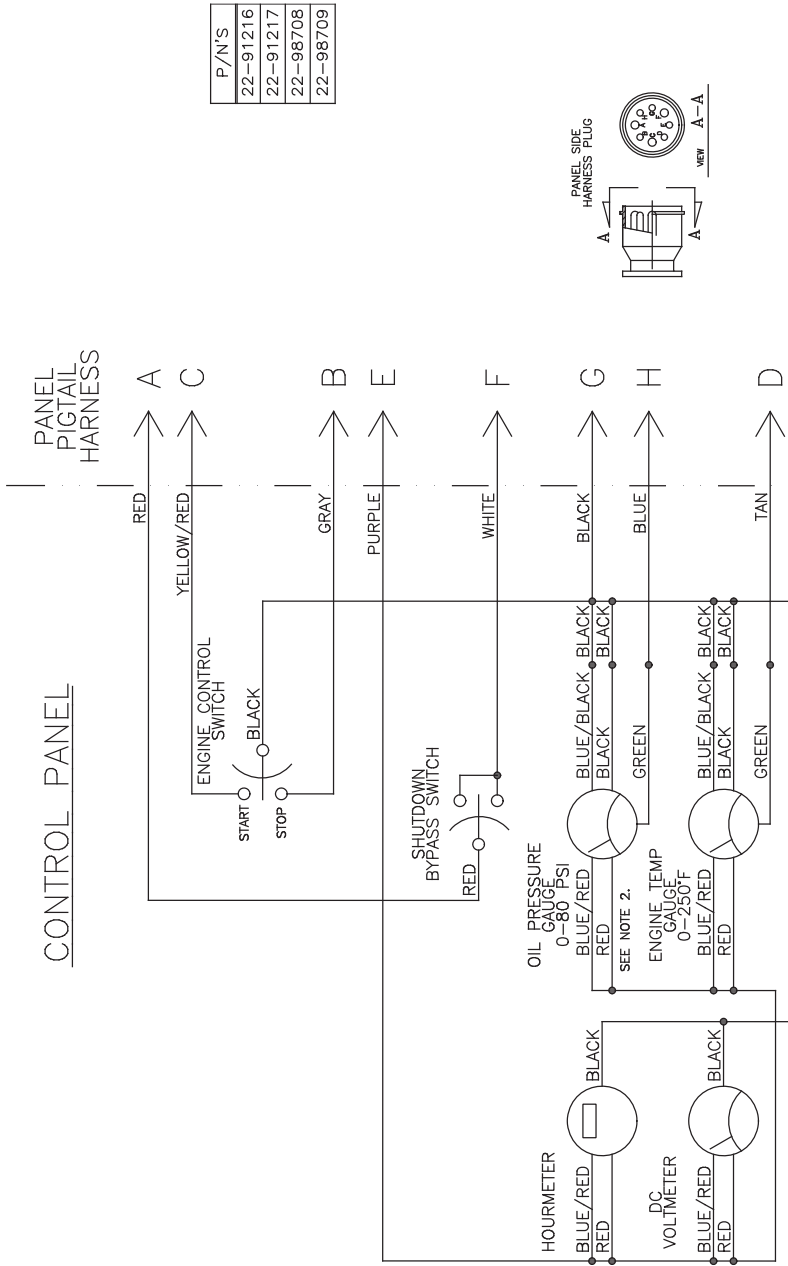 CONTROL PANEL
PANEL
PIGTAIL
HARNESS
P/N'S
22-91216
22-91217
22-98708
22-98709
RED
A
YELLOW/RED
C
ENGINE CONTROL
SWITCH
START
STOP
BLACK
GRAY
B
PURPLE
E
SHUTDOWN
BYPASS SWITCH
RED
WHITE
F
OIL PRESSURE
GAUGE
0-80 PSI
BLUE/RED
RED
SEE NOTE 2.
BLUE/BLACK
BLACK
BLACK
BLACK
BLACK
G
GREEN
BLUE
H
ENGINE TEMP
GAUGE
0-250°F
BLUE/RED
RED
BLUE/BLACK
BLACK
BLACK
BLACK
GREEN
TAN
D
HOURMETER
BLUE/RED
RED
BLACK
DC
VOLTMETER
BLUE/RED
RED
BLACK
PANEL SIDE
HARNESS PLUG
A
A
B
A
H
C
G
D
E
F
VIEW A-A